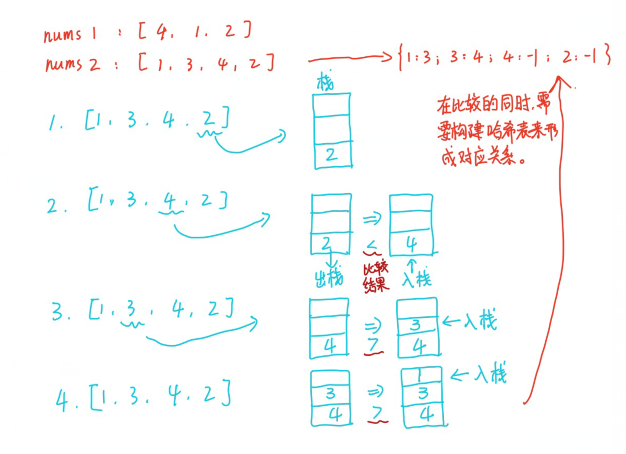 nums 1 : [ 4, 1, 2 ]
nums 2 : [ 1, 3, 4, 2 ]
{1:3; 3:4; 4:-1; 2:-1}
在比较的同时,需
要构建哈希表来形
成对应关系。
栈
1. [1, 3. 4. 2]
2
2. [1, 3. 4, 2]
2 < 4
⇒
出栈 比较结果 入栈
3. [1, 3, 4, 2]
⇒ 3 ← 入栈
4 > 4
1 ← 入栈
4. [1. 3. 4. 2]
3 ⇒ 3
4 > 4